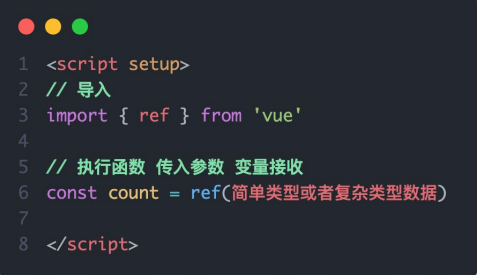 1 <script setup>
2 // 导入
3 import { ref } from 'vue'
4
5 // 执行函数 传入参数 变量接收
6 const count = ref(简单类型或者复杂类型数据)
7
8 </script>